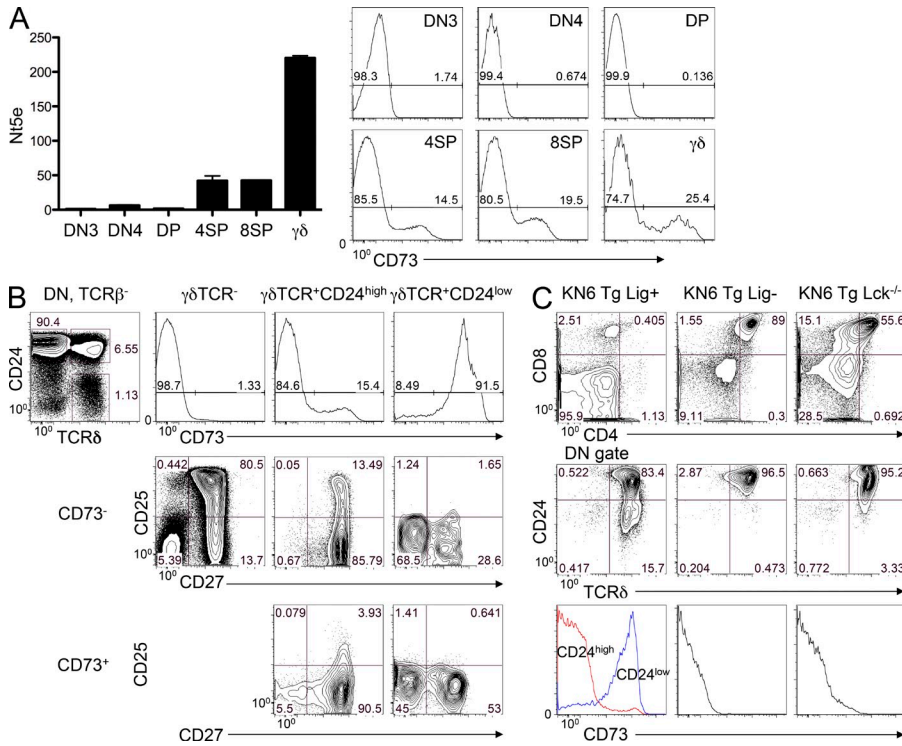 A
250
200
150
100
50
0
Nt5e
DN3 DN4 DP 4SP 8SP γδ
DN3
98.3 1.74
DN4
99.4 0.674
DP
99.9 0.136
4SP
85.5 14.5
8SP
80.5 19.5
γδ
74.7 25.4
0
10⁰
CD73
B
DN, TCRβ⁻
γδTCR⁻
γδTCR⁺CD24ʰⁱᵍʰ
γδTCR⁺CD24ˡᵒʷ
90.4
6.55
1.13
CD24
10⁰
10⁰
TCRδ
98.7 1.33
84.6 15.4
8.49 91.5
0
10⁰
CD73
CD73⁻
CD25
0.442 80.5
5.39 13.7
0.05 13.49
0.67 85.79
1.24 1.65
68.5 28.6
10⁰
10⁰
CD27
CD73⁺
CD25
0.079 3.93
5.5 90.5
1.41 0.641
45 53
10⁰
10⁰
CD27
C
KN6 Tg Lig+
KN6 Tg Lig-
KN6 Tg Lck⁻/⁻
2.51 0.405
95.9 1.13
1.55 89
9.11 0.3
15.1 55.6
28.5 0.692
CD8
10⁰
10⁰
CD4
DN gate
0.522 83.4
0.417 15.7
2.87 96.5
0.204 0.473
0.663 95.2
0.772 3.33
CD24
10⁰
10⁰
TCRδ
CD24ʰⁱᵍʰ
CD24ˡᵒʷ
0
10⁰
CD73